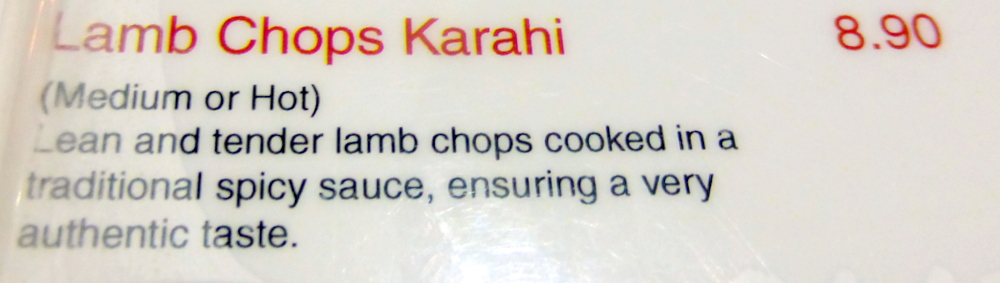 Lamb Chops Karahi 8.90
(Medium or Hot)
Lean and tender lamb chops cooked in a
traditional spicy sauce, ensuring a very
authentic taste.